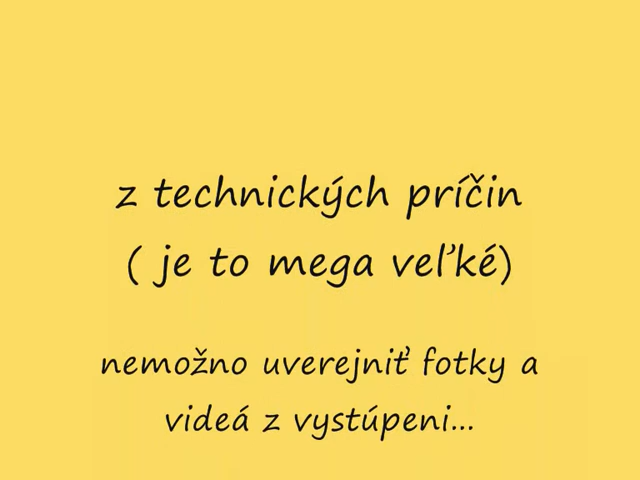 z technických príčin
( je to mega veľké)
nemožno uverejniť fotky a
videá z vystúpeni...